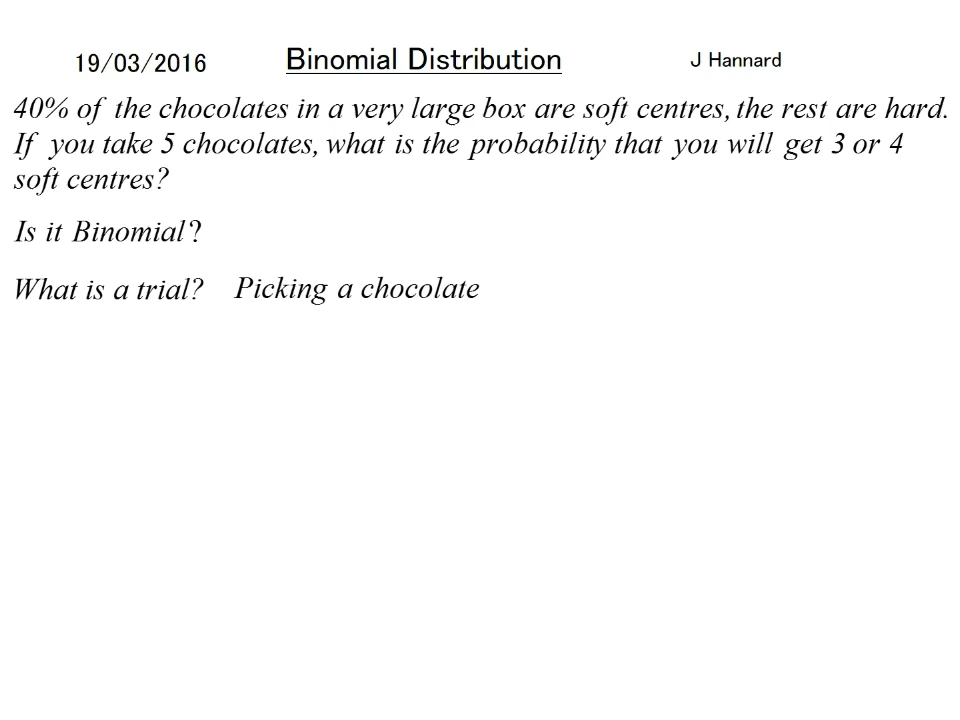 19/03/2016 Binomial Distribution J Hannard
40% of the chocolates in a very large box are soft centres, the rest are hard.
If you take 5 chocolates, what is the probability that you will get 3 or 4
soft centres?
Is it Binomial?
What is a trial? Picking a chocolate